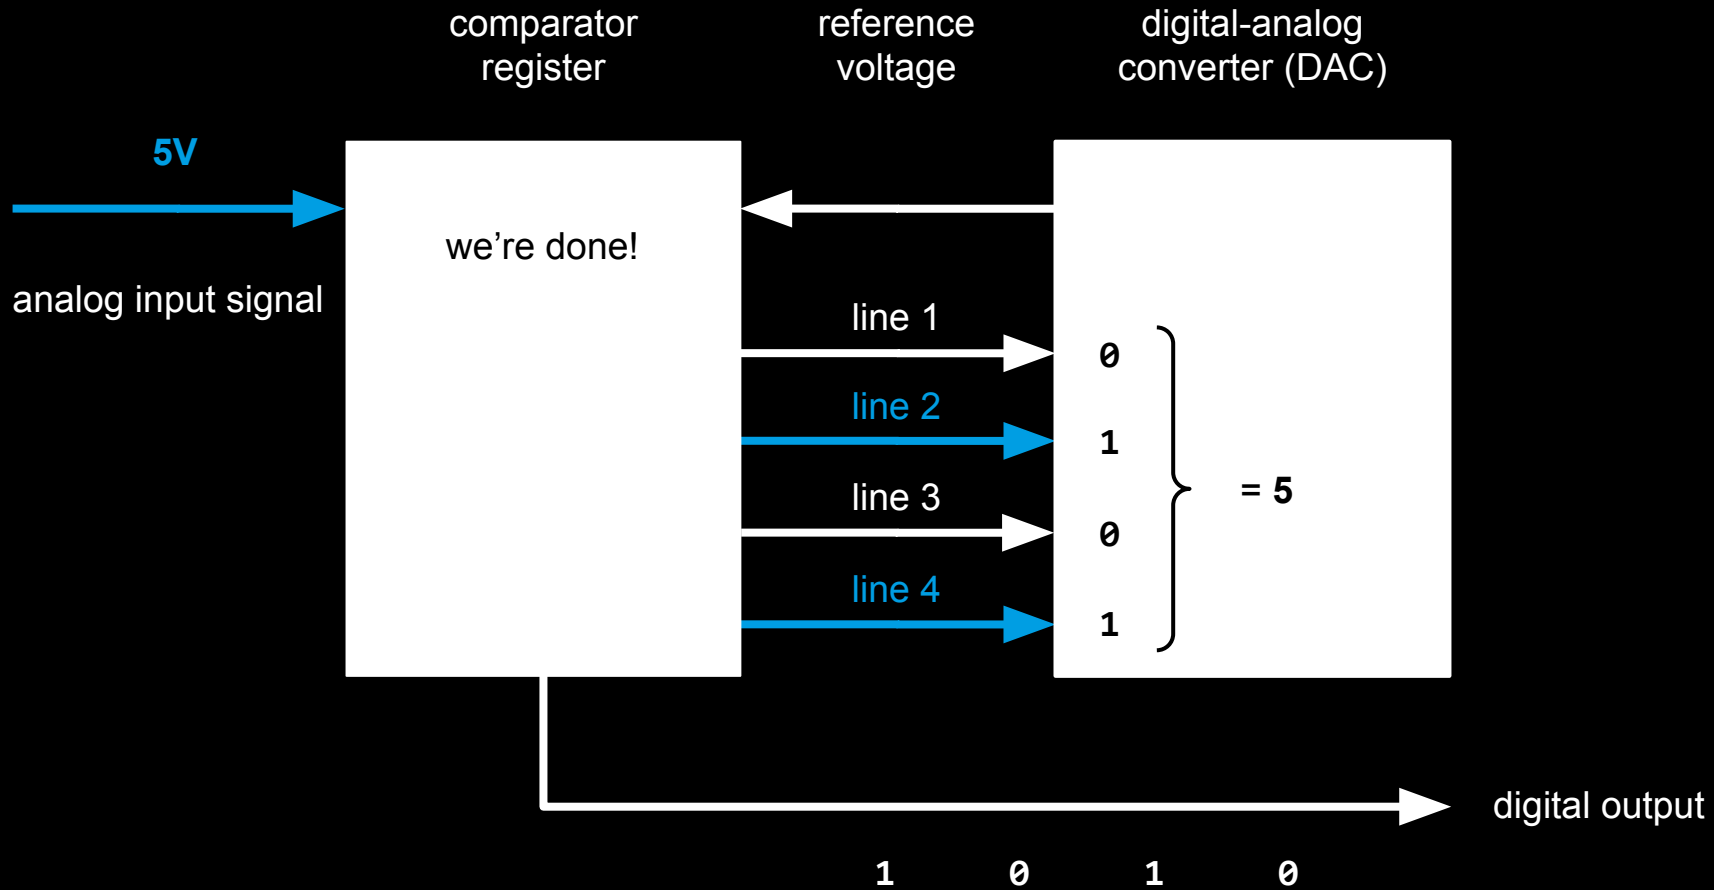 comparator
register
reference
voltage
digital-analog
converter (DAC)
5V
we’re done!
analog input signal
line 1
0
line 2
1
= 5
line 3
0
line 4
1
digital output
1 0 1 0